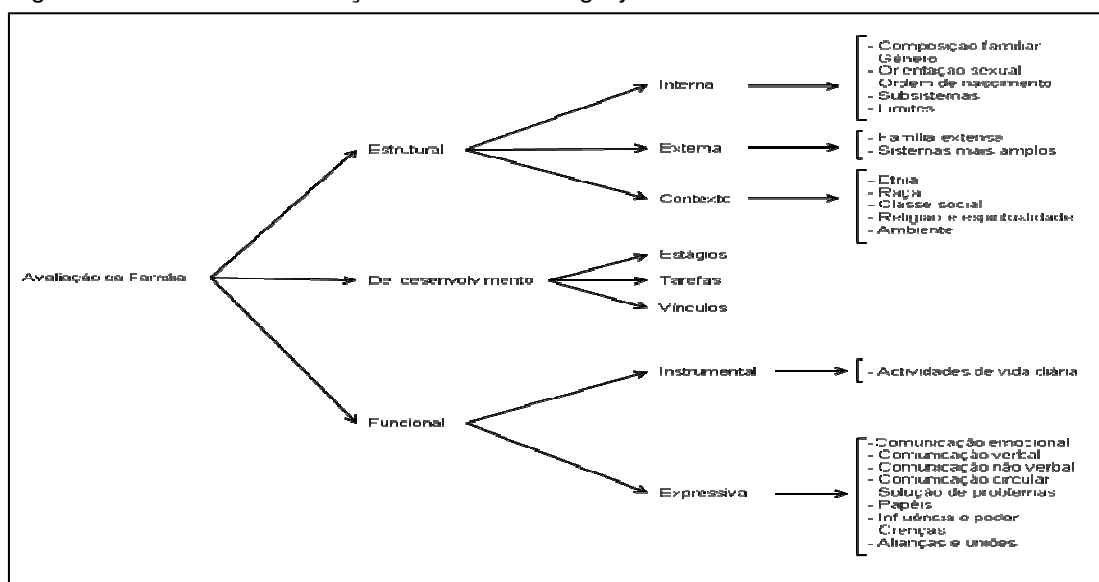 - Composição familiar
Gênero
- Orientação sexual
Ordem de nascimento
- Subsistemas
- Limites
Interna
Estrutural
Externa
- Família extensa
- Sistemas mais amplos
Contexto
- Etnia
- Raça
- Classe social
- Religião e espiritualidade
- Ambiente
Avaliação da Família
De desenvolvimento
Estágios
Tarefas
Vínculos
Funcional
Instrumental
- Actividades de vida diária
Expressiva
-Comunicação emocional
- Comunicação verbal
- Comunicação não verbal
- Comunicação circular
Solução de problemas
- Papéis
- Influência e poder
Crenças
- Alianças e uniões